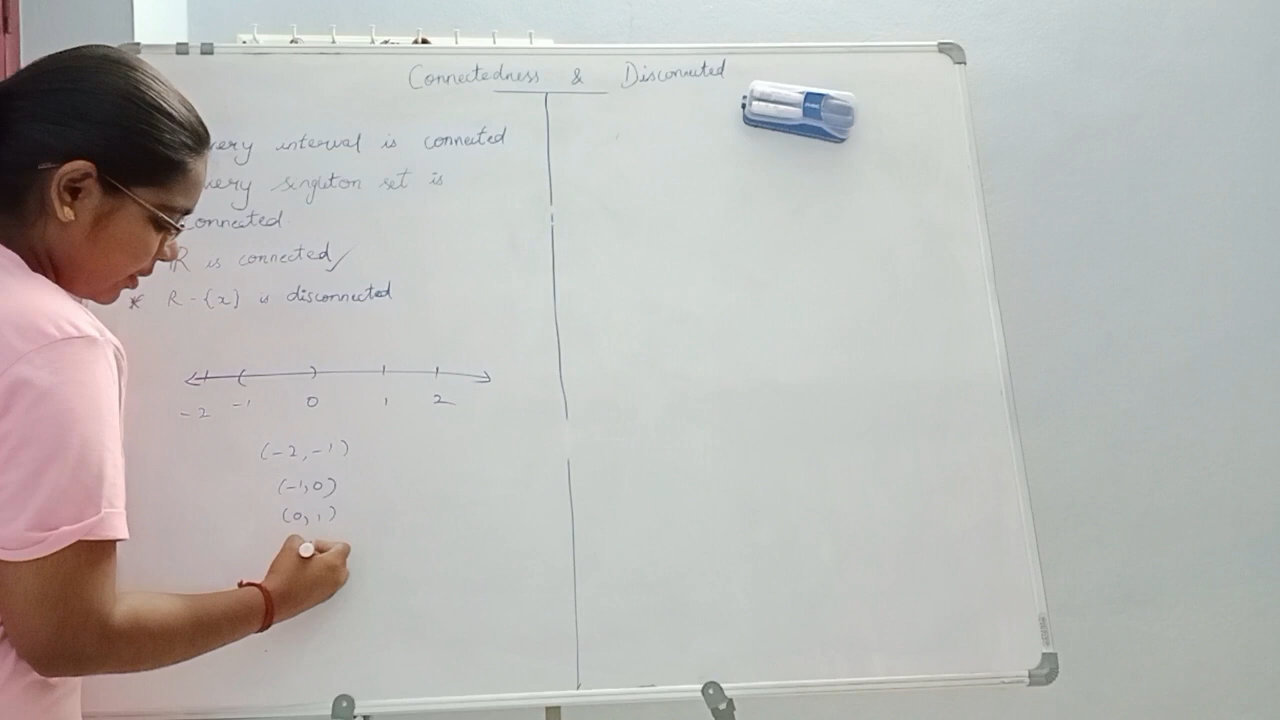 Connectedness & Disconnected
very interval is connected
very singleton set is
connected.
R is connected
* R-{x} is disconnected
-2 -1 0 1 2
(-2,-1)
(-1,0)
(0,1)